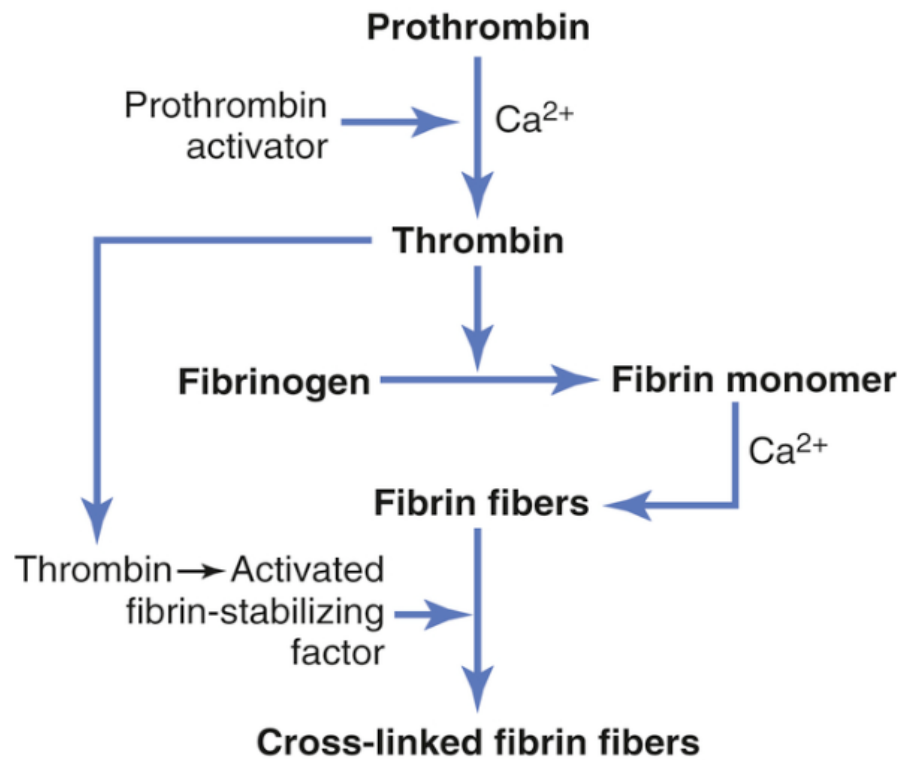 Prothrombin
Prothrombin
activator
Ca²⁺
Thrombin
Fibrinogen
Fibrin monomer
Ca²⁺
Fibrin fibers
Thrombin → Activated
fibrin-stabilizing
factor
Cross-linked fibrin fibers